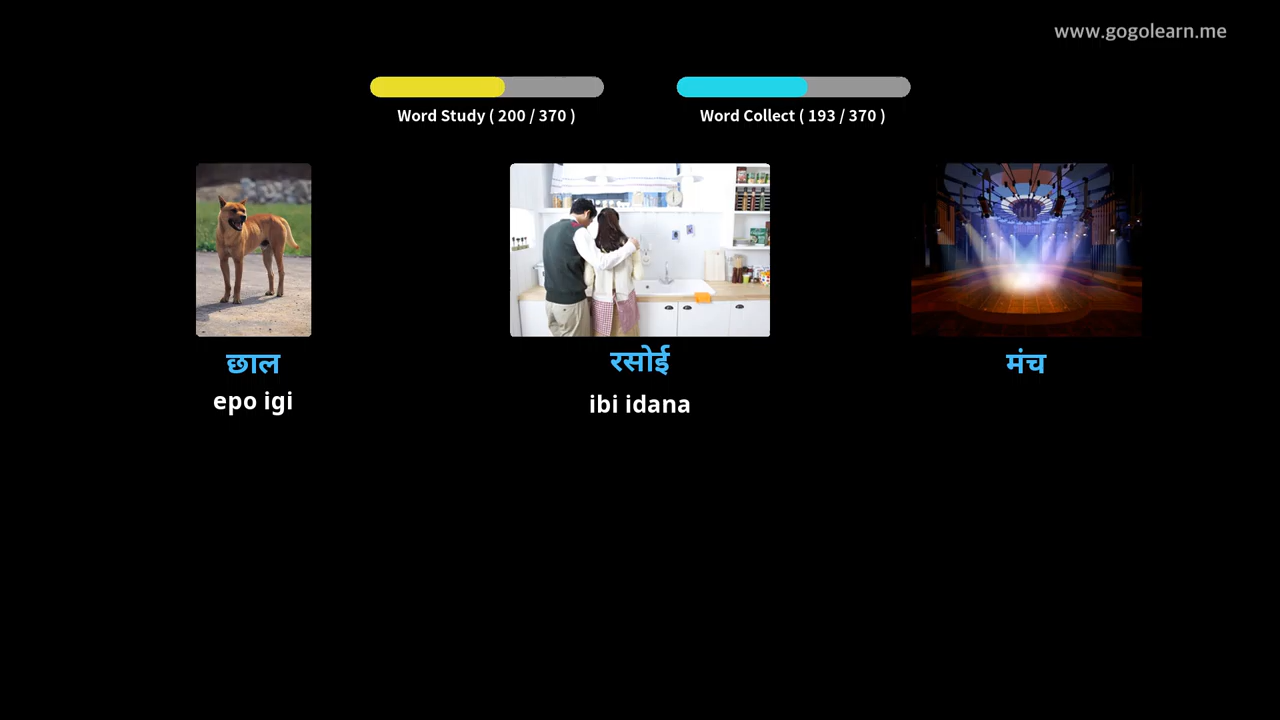 www.gogolearn.me
Word Study ( 200 / 370 )
Word Collect ( 193 / 370 )
छाल
रसोई
मंच
epo igi
ibi idana